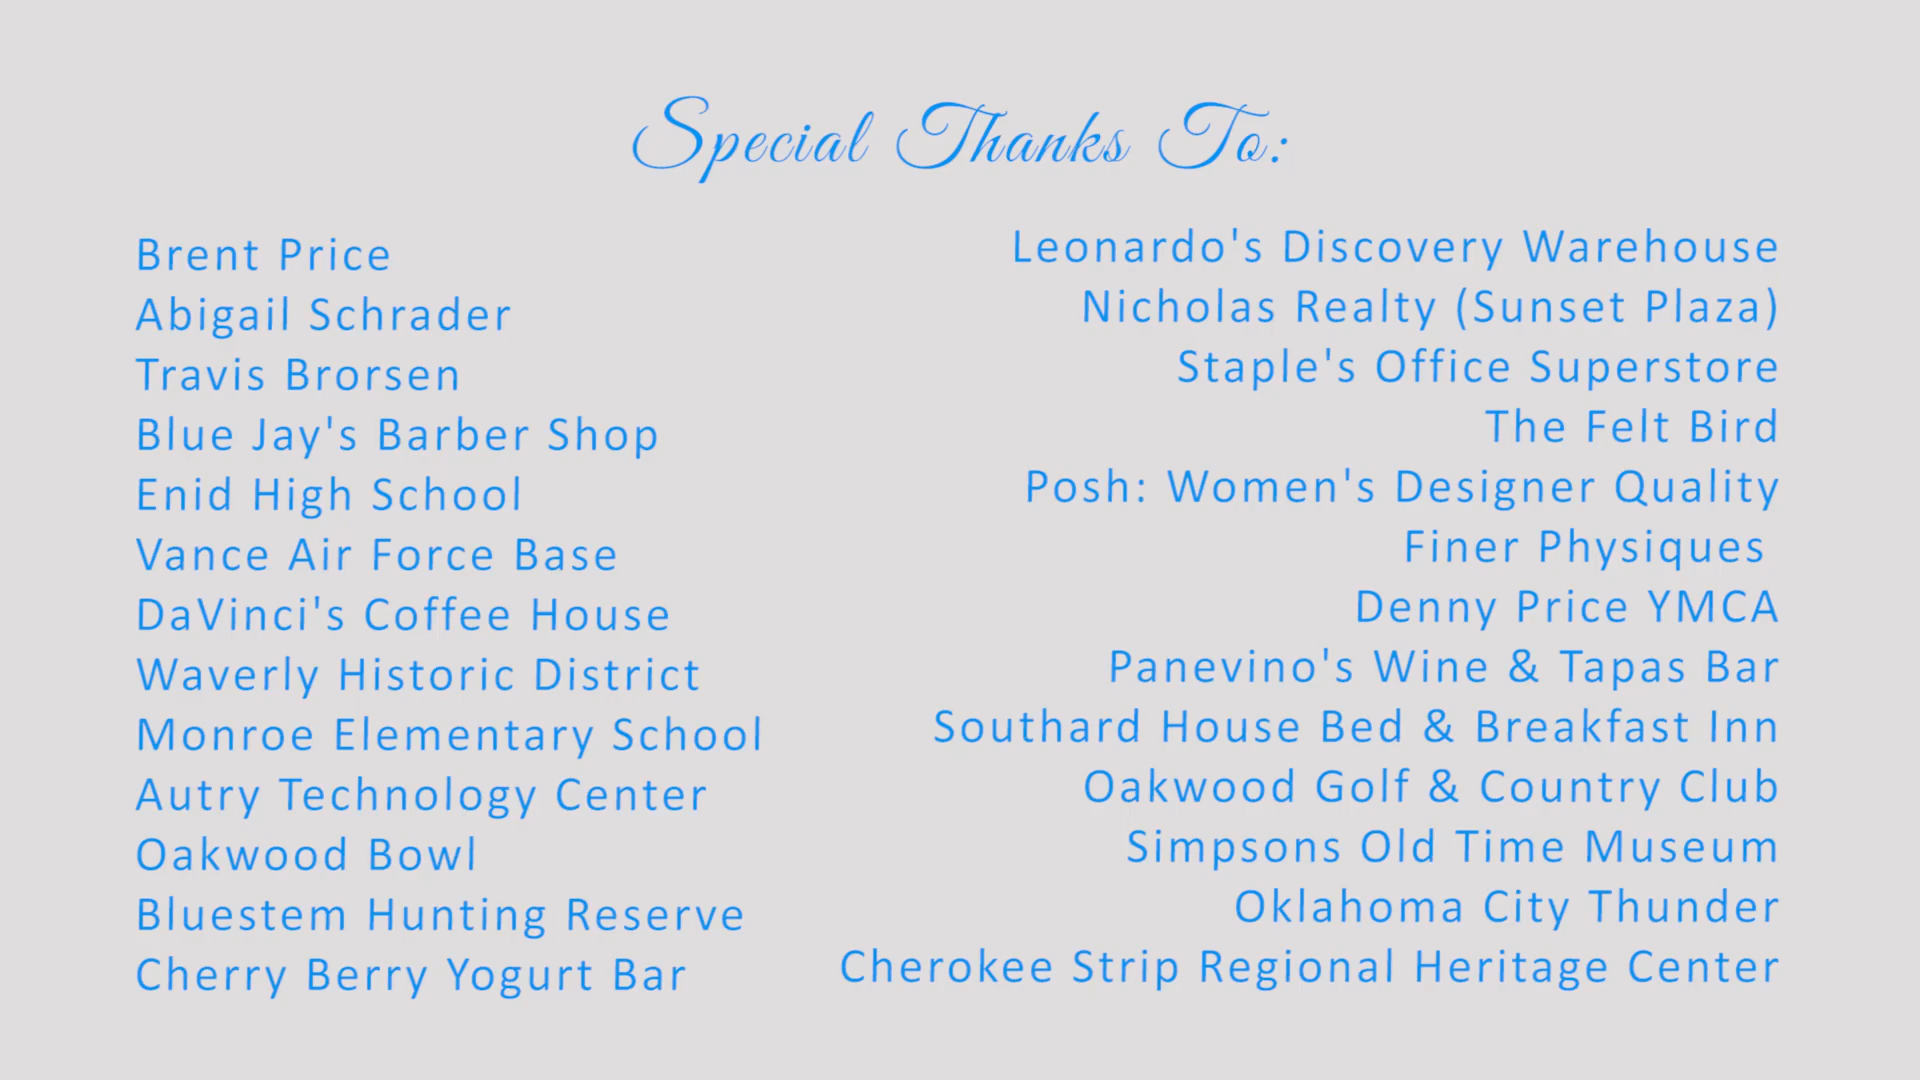 Special Thanks To:
Brent Price
Abigail Schrader
Travis Brorsen
Blue Jay's Barber Shop
Enid High School
Vance Air Force Base
DaVinci's Coffee House
Waverly Historic District
Monroe Elementary School
Autry Technology Center
Oakwood Bowl
Bluestem Hunting Reserve
Cherry Berry Yogurt Bar
Leonardo's Discovery Warehouse
Nicholas Realty (Sunset Plaza)
Staple's Office Superstore
The Felt Bird
Posh: Women's Designer Quality
Finer Physiques
Denny Price YMCA
Panevino's Wine & Tapas Bar
Southard House Bed & Breakfast Inn
Oakwood Golf & Country Club
Simpsons Old Time Museum
Oklahoma City Thunder
Cherokee Strip Regional Heritage Center